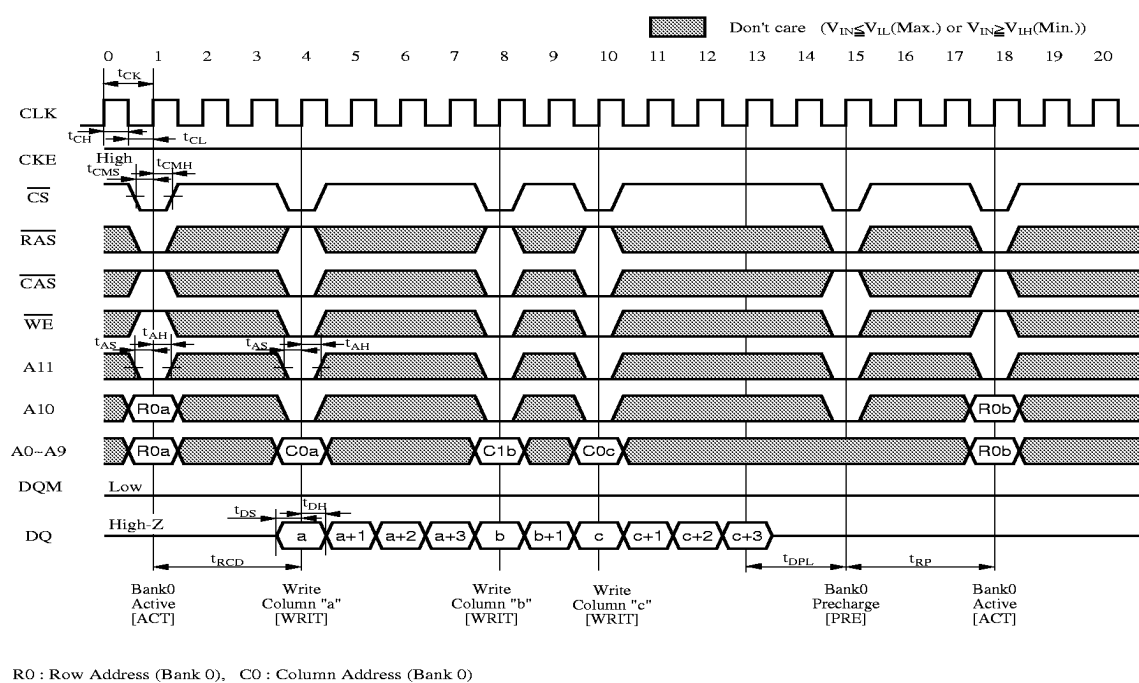 Don't care (VIN≦VIL(Max.) or VIN≧VIH(Min.))
0 1 2 3 4 5 6 7 8 9 10 11 12 13 14 15 16 17 18 19 20
tCK
CLK
tCH tCL
CKE High
tCMS tCMH
CS
RAS
CAS
WE
tAS tAH tAS tAH
A11
A10 R0a R0b
A0~A9 R0a C0a C1b C0c R0b
DQM Low
tDS tDH
DQ High-Z a a+1 a+2 a+3 b b+1 c c+1 c+2 c+3
tRCD tDPL tRP
Bank0 Active [ACT]
Write Column "a" [WRIT]
Write Column "b" [WRIT]
Write Column "c" [WRIT]
Bank0 Precharge [PRE]
Bank0 Active [ACT]
R0 : Row Address (Bank 0), C0 : Column Address (Bank 0)